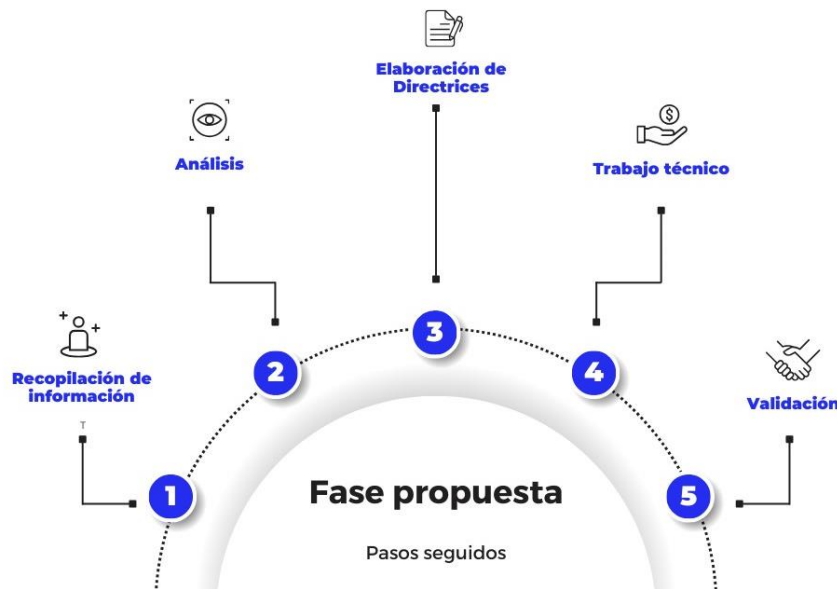 Elaboración de
Directrices
$
Análisis
Trabajo técnico
Recopilación de
información
T
Validación
1
2
3
4
5
Fase propuesta
Pasos seguidos